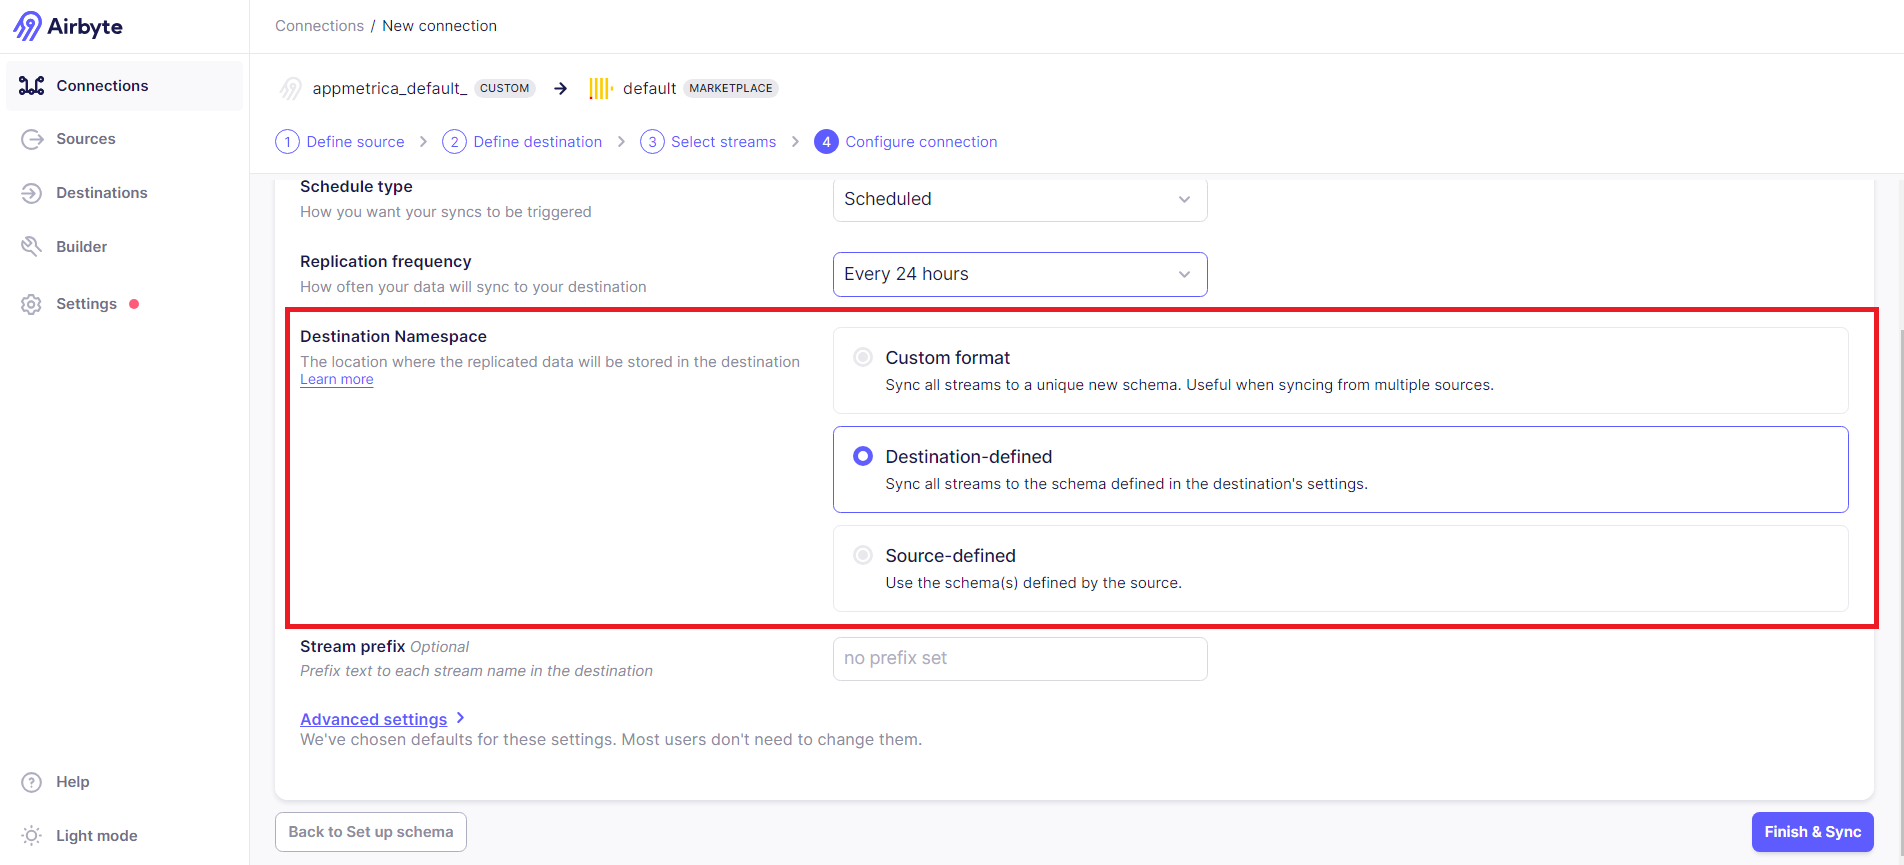 Airbyte
Connections
Sources
Destinations
Builder
Settings
Help
Light mode
Connections / New connection
appmetrica_default_ CUSTOM → default MARKETPLACE
1 Define source > 2 Define destination > 3 Select streams > 4 Configure connection
Schedule type
How you want your syncs to be triggered
Scheduled
Replication frequency
How often your data will sync to your destination
Every 24 hours
Destination Namespace
The location where the replicated data will be stored in the destination
Learn more
Custom format
Sync all streams to a unique new schema. Useful when syncing from multiple sources.
Destination-defined
Sync all streams to the schema defined in the destination's settings.
Source-defined
Use the schema(s) defined by the source.
Stream prefix Optional
Prefix text to each stream name in the destination
no prefix set
Advanced settings >
We've chosen defaults for these settings. Most users don't need to change them.
Back to Set up schema
Finish & Sync